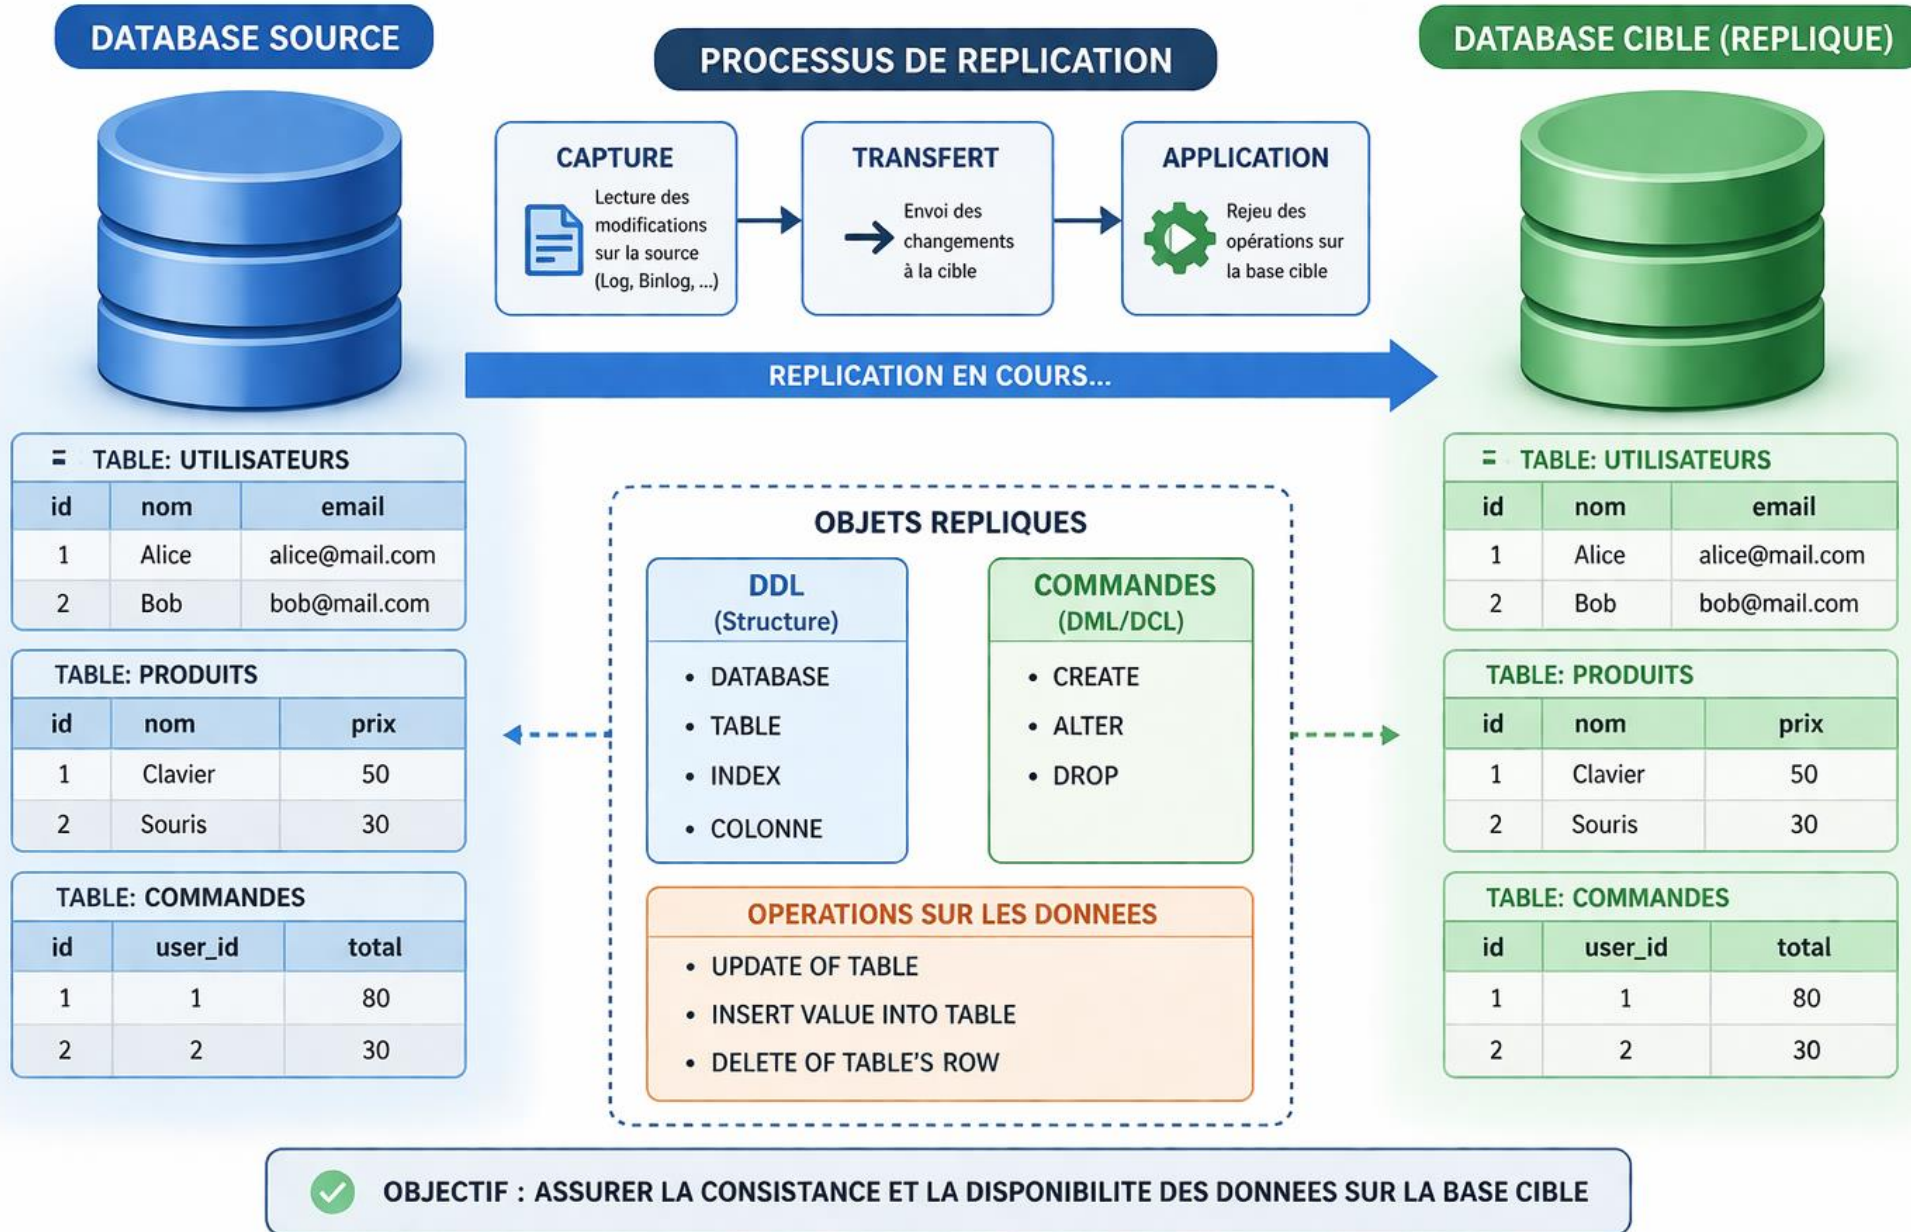 DATABASE SOURCE
PROCESSUS DE REPLICATION
DATABASE CIBLE (REPLIQUE)
CAPTURE
Lecture des
modifications
sur la source
(Log, Binlog, ...)
TRANSFERT
Envoi des
changements
à la cible
APPLICATION
Rejeu des
opérations sur
la base cible
REPLICATION EN COURS...
TABLE: UTILISATEURS
id nom email
1 Alice alice@mail.com
2 Bob bob@mail.com
TABLE: PRODUITS
id nom prix
1 Clavier 50
2 Souris 30
TABLE: COMMANDES
id user_id total
1 1 80
2 2 30
OBJETS REPLIQUES
DDL
(Structure)
• DATABASE
• TABLE
• INDEX
• COLONNE
COMMANDES
(DML/DCL)
• CREATE
• ALTER
• DROP
OPERATIONS SUR LES DONNEES
• UPDATE OF TABLE
• INSERT VALUE INTO TABLE
• DELETE OF TABLE'S ROW
TABLE: UTILISATEURS
id nom email
1 Alice alice@mail.com
2 Bob bob@mail.com
TABLE: PRODUITS
id nom prix
1 Clavier 50
2 Souris 30
TABLE: COMMANDES
id user_id total
1 1 80
2 2 30
OBJECTIF : ASSURER LA CONSISTANCE ET LA DISPONIBILITE DES DONNEES SUR LA BASE CIBLE